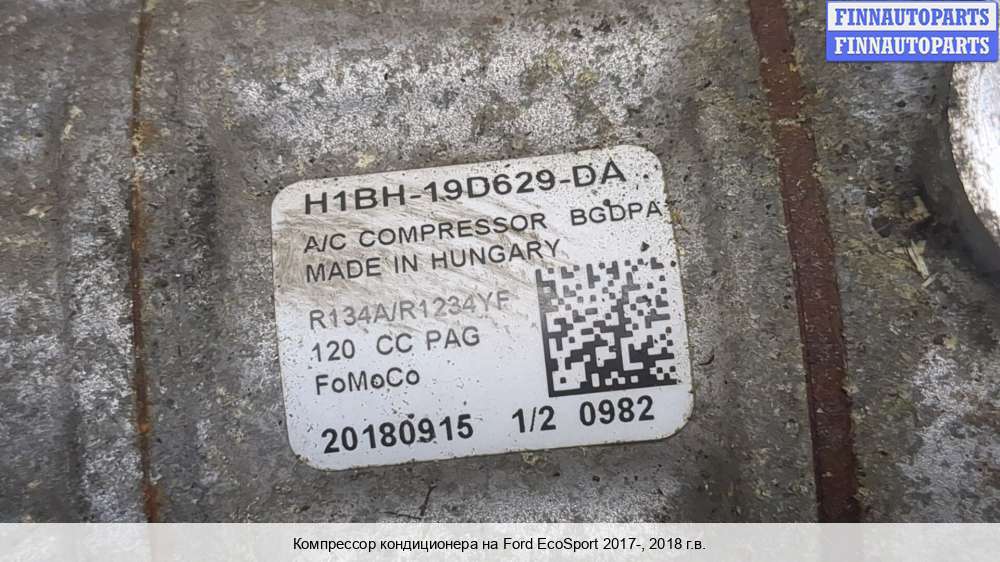 FINNAUTOPARTS
FINNAUTOPARTS
H1BH-19D629-DA
A/C COMPRESSOR BGDPA
MADE IN HUNGARY
R134A/R1234YF
120 CC PAG
FoMoCo
20180915 1/2 0982
Компрессор кондиционера на Ford EcoSport 2017-, 2018 г.в.